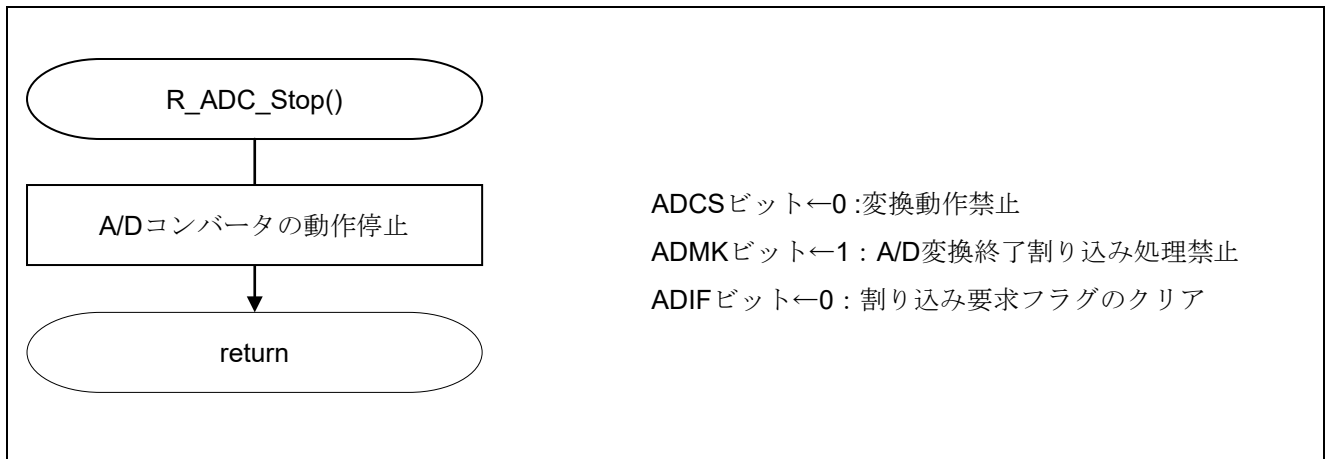 R_ADC_Stop()
A/Dコンバータの動作停止
return
ADCSビット←0 :変換動作禁止
ADMKビット←1：A/D変換終了割り込み処理禁止
ADIFビット←0：割り込み要求フラグのクリア